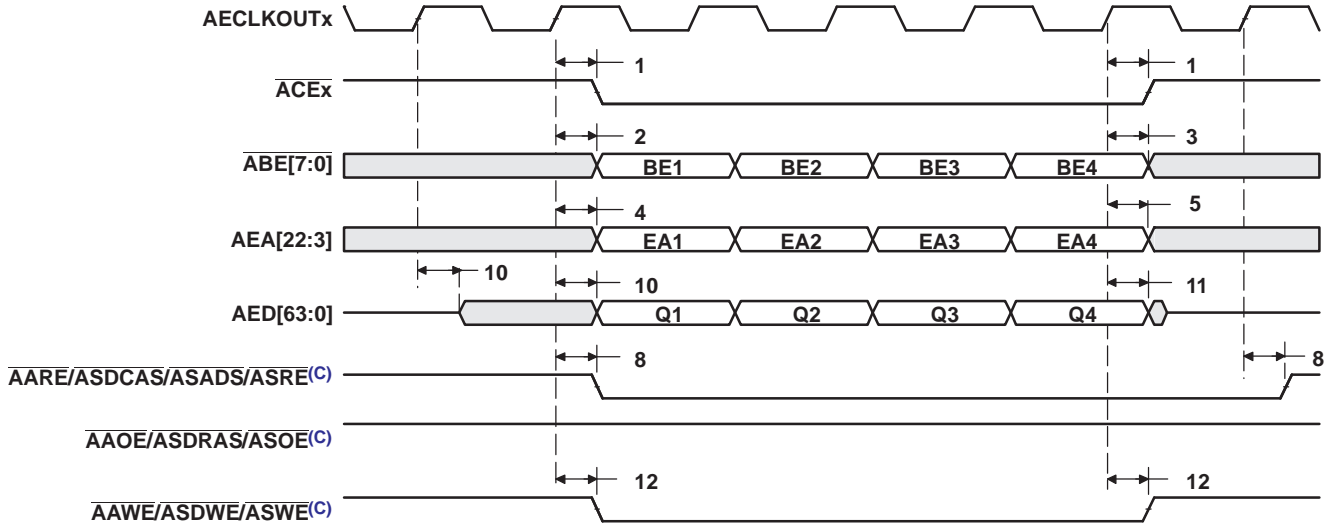 AECLKOUTx
1 1
ACEx
2 3
ABE[7:0] BE1 BE2 BE3 BE4
4 5
AEA[22:3] EA1 EA2 EA3 EA4
10
10 11
AED[63:0] Q1 Q2 Q3 Q4
8 8
AARE/ASDCAS/ASADS/ASRE(C)
AAOE/ASDRAS/ASOE(C)
12 12
AAWE/ASDWE/ASWE(C)